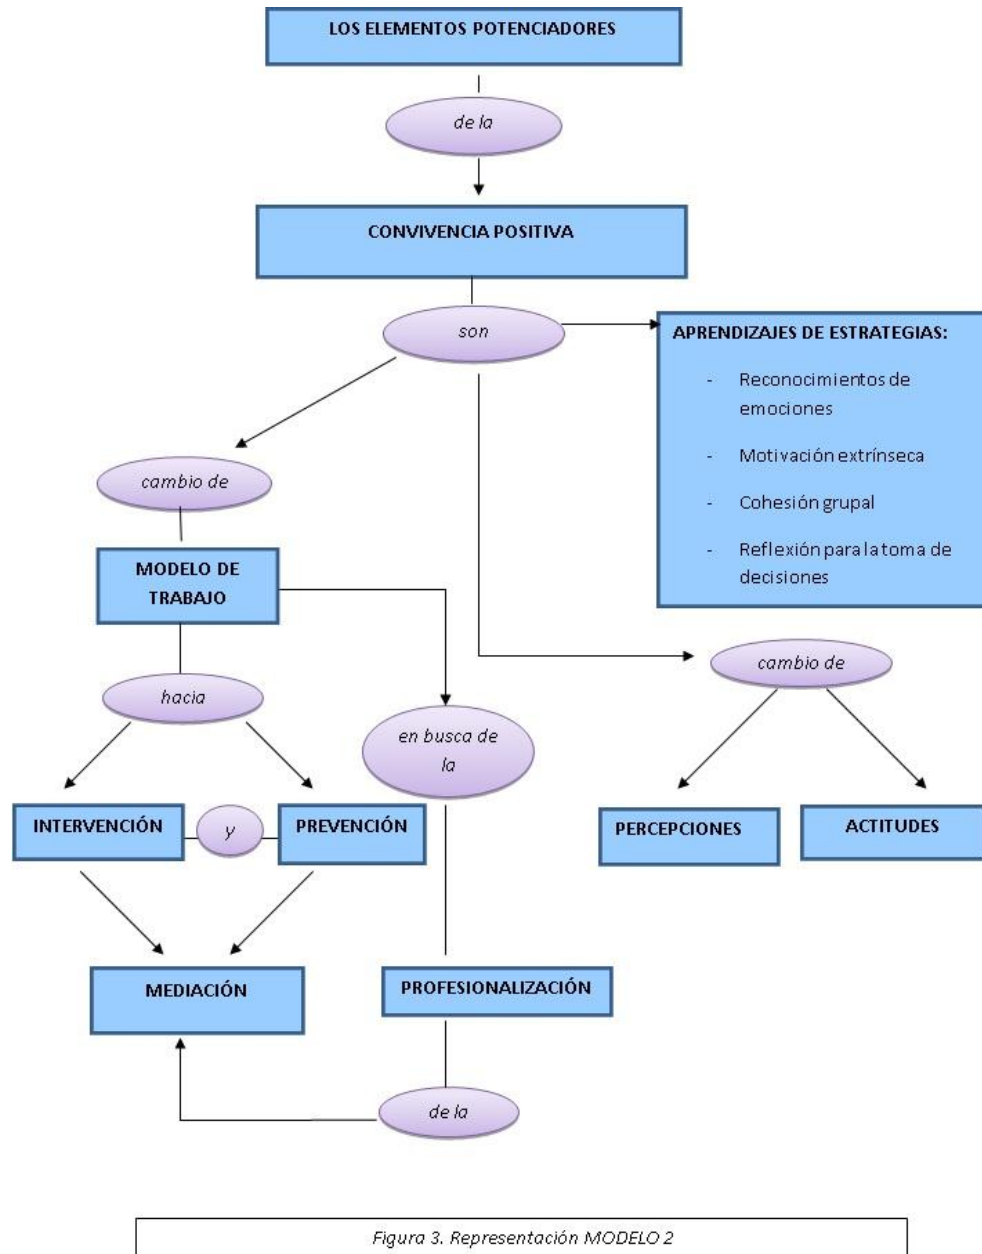 LOS ELEMENTOS POTENCIADORES
de la
CONVIVENCIA POSITIVA
son
APRENDIZAJES DE ESTRATEGIAS:
- Reconocimientos de
emociones
- Motivación extrínseca
- Cohesión grupal
- Reflexión para la toma de
decisiones
cambio de
MODELO DE
TRABAJO
cambio de
hacia
en busca de
la
INTERVENCIÓN
y
PREVENCIÓN
PERCEPCIONES
ACTITUDES
MEDIACIÓN
PROFESIONALIZACIÓN
de la
Figura 3. Representación MODELO 2